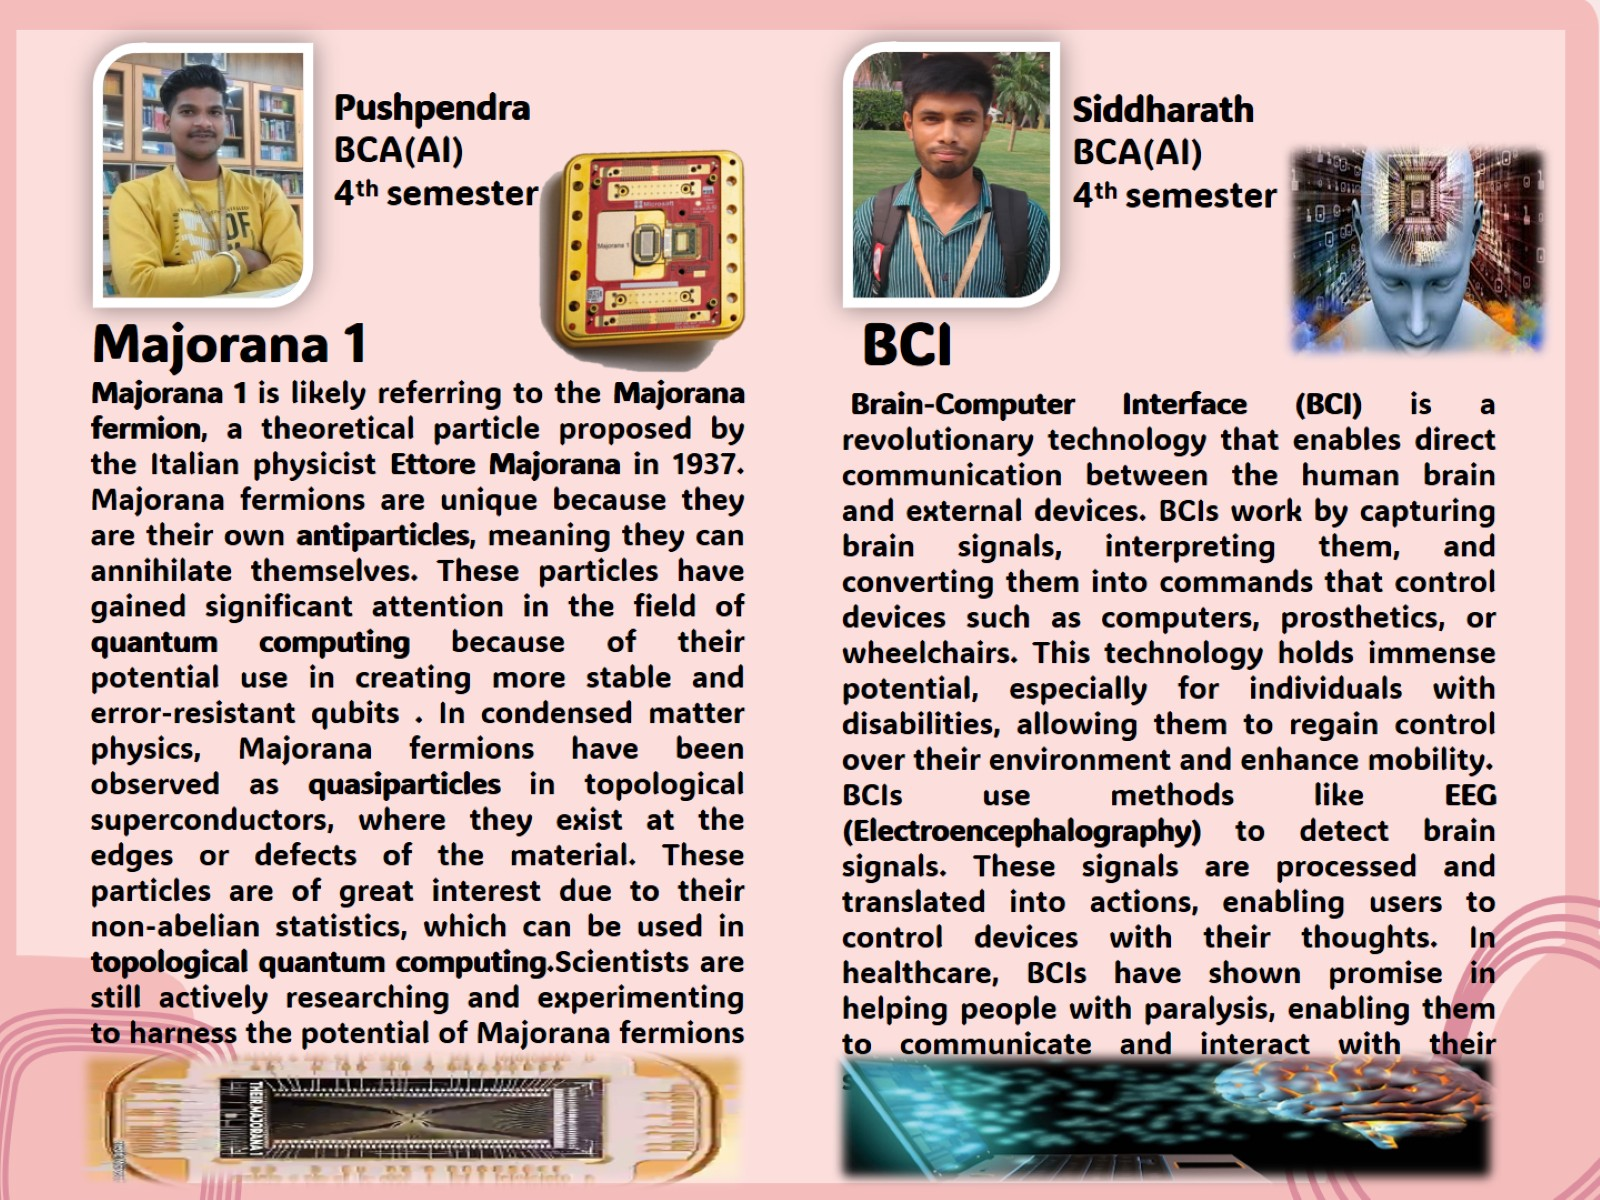 Pushpendra
BCA(AI)
4th semester
Microsoft
Majorana 1
Majorana 1
Majorana 1 is likely referring to the Majorana
fermion, a theoretical particle proposed by
the Italian physicist Ettore Majorana in 1937.
Majorana fermions are unique because they
are their own antiparticles, meaning they can
annihilate themselves. These particles have
gained significant attention in the field of
quantum computing because of their
potential use in creating more stable and
error-resistant qubits . In condensed matter
physics, Majorana fermions have been
observed as quasiparticles in topological
superconductors, where they exist at the
edges or defects of the material. These
particles are of great interest due to their
non-abelian statistics, which can be used in
topological quantum computing.Scientists are
still actively researching and experimenting
to harness the potential of Majorana fermions
Siddharath
BCA(AI)
4th semester
BCI
Brain-Computer Interface (BCI) is a
revolutionary technology that enables direct
communication between the human brain
and external devices. BCIs work by capturing
brain signals, interpreting them, and
converting them into commands that control
devices such as computers, prosthetics, or
wheelchairs. This technology holds immense
potential, especially for individuals with
disabilities, allowing them to regain control
over their environment and enhance mobility.
BCIs use methods like EEG
(Electroencephalography) to detect brain
signals. These signals are processed and
translated into actions, enabling users to
control devices with their thoughts. In
healthcare, BCIs have shown promise in
helping people with paralysis, enabling them
to communicate and interact with their